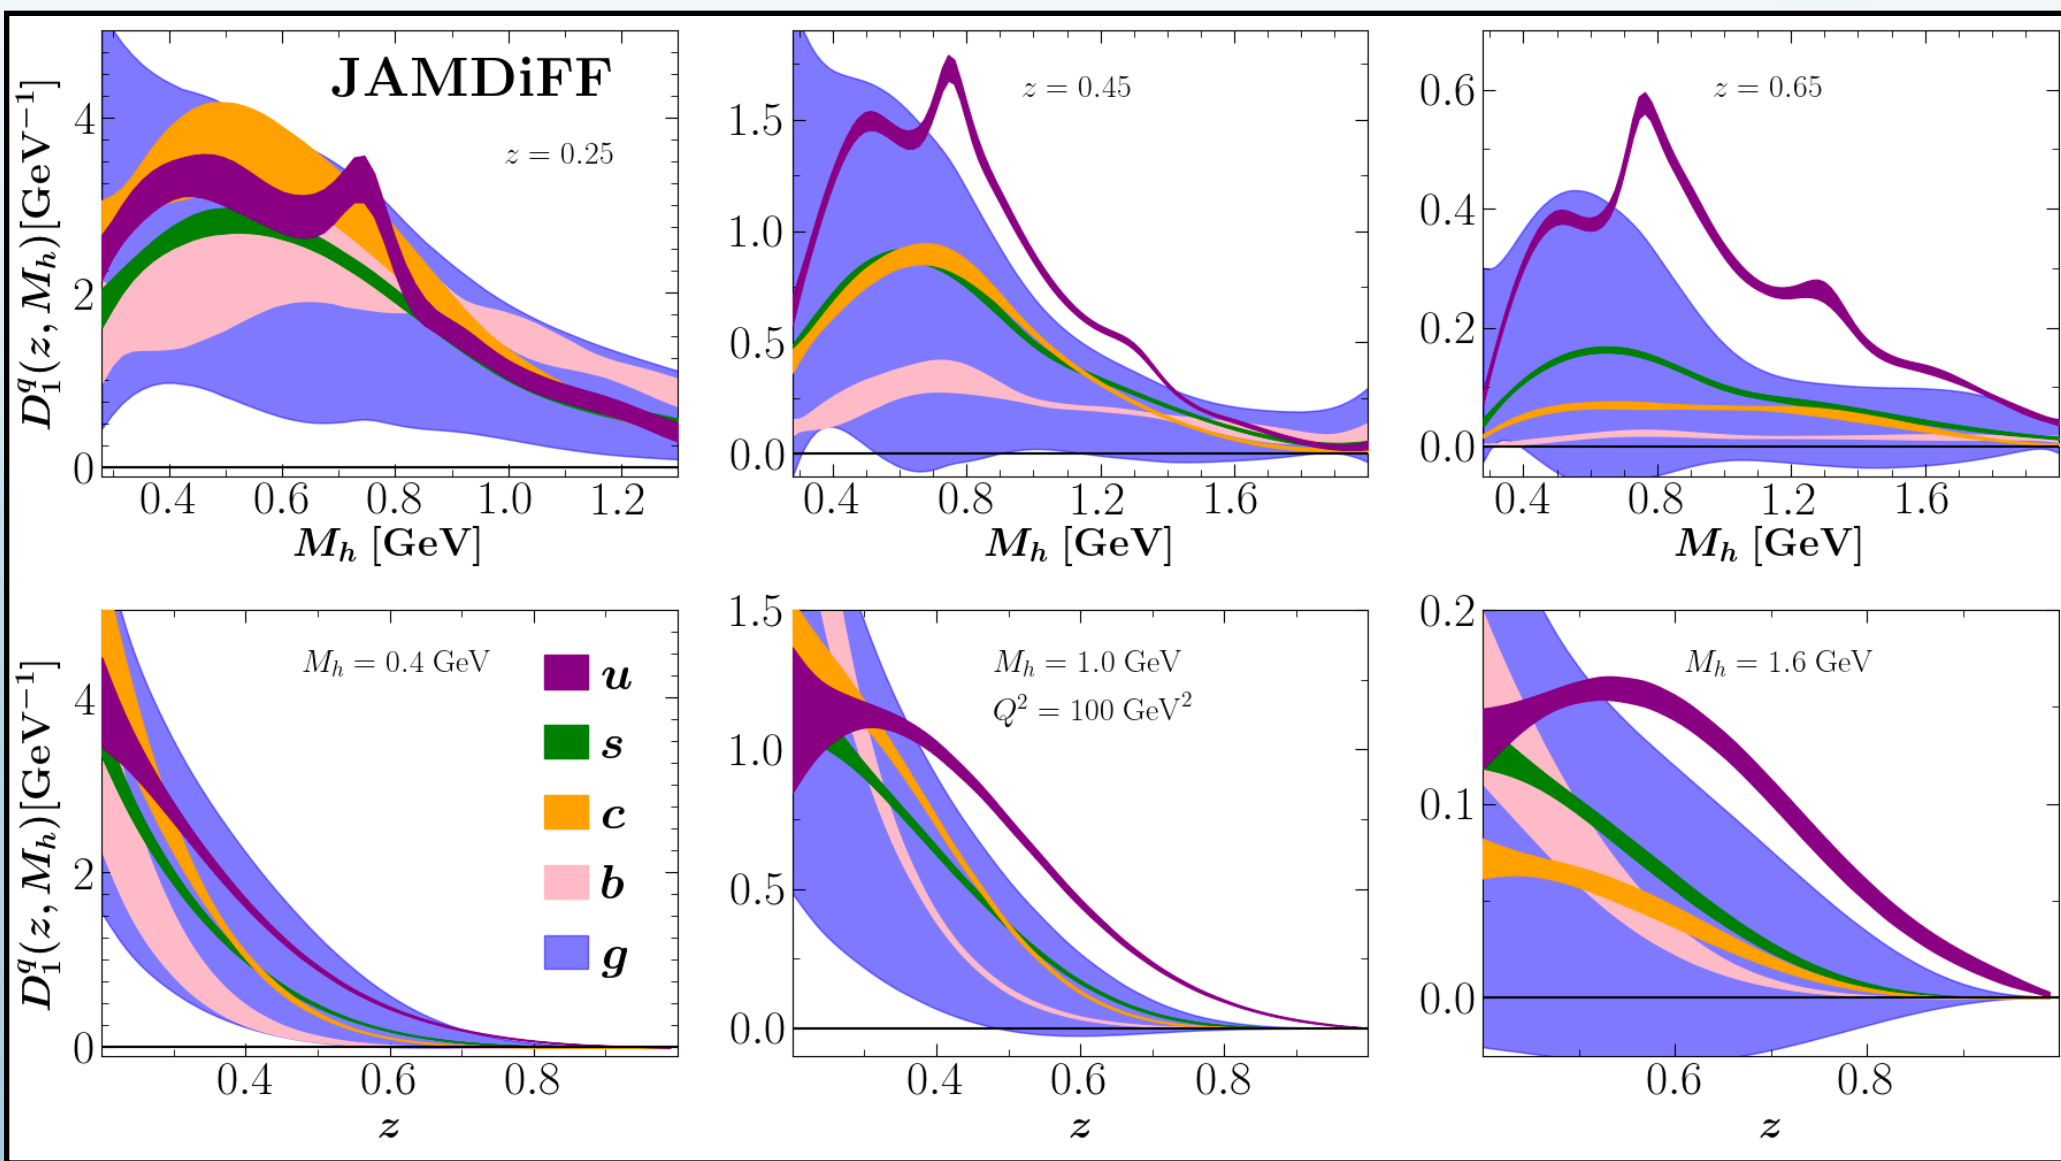 JAMDiFF
z = 0.25
D₁^q(z, M_h)[GeV⁻¹]
4
2
0
0.4 0.6 0.8 1.0 1.2
M_h [GeV]
z = 0.45
1.5
1.0
0.5
0.0
0.4 0.8 1.2 1.6
M_h [GeV]
z = 0.65
0.6
0.4
0.2
0.0
0.4 0.8 1.2 1.6
M_h [GeV]
D₁^q(z, M_h)[GeV⁻¹]
4
2
0
M_h = 0.4 GeV
u
s
c
b
g
0.4 0.6 0.8
z
1.5
1.0
0.5
0.0
M_h = 1.0 GeV
Q² = 100 GeV²
0.4 0.6 0.8
z
0.2
0.1
0.0
M_h = 1.6 GeV
0.6 0.8
z